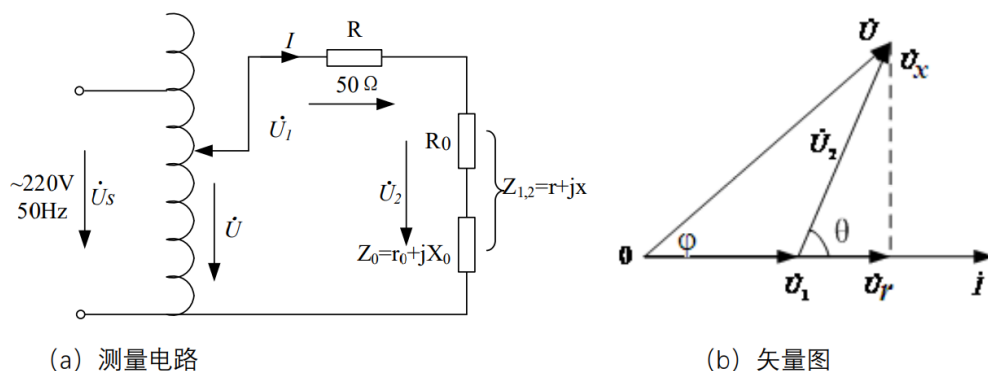 I
R
50 Ω
U̇1
R0
~220V
50Hz
U̇s
U̇
U̇2
Z1,2=r+jx
Z0=r0+jX0
(a) 测量电路
U̇
U̇x
U̇2
0
φ
θ
U̇1
U̇r
İ
(b) 矢量图